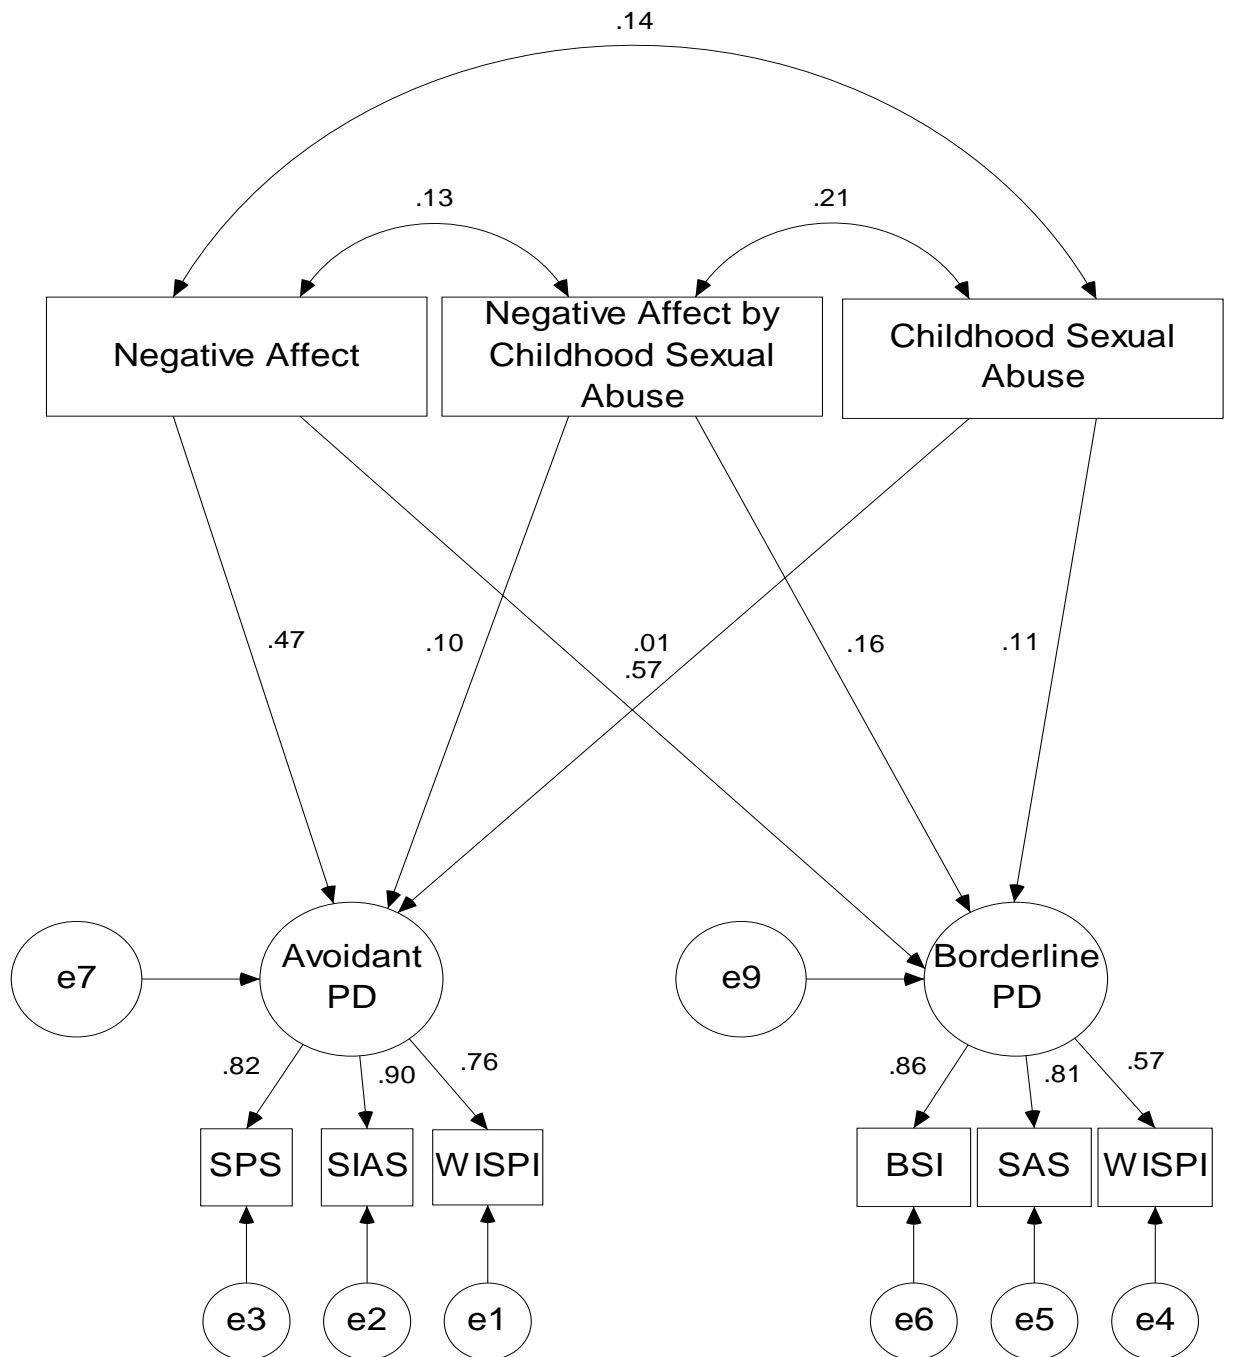 .14
.13
.21
Negative Affect
Negative Affect by
Childhood Sexual
Abuse
Childhood Sexual
Abuse
.47
.10
.01
.57
.16
.11
e7
Avoidant
PD
e9
Borderline
PD
.82
.90
.76
.86
.81
.57
SPS
SIAS
WISPI
BSI
SAS
WISPI
e3
e2
e1
e6
e5
e4